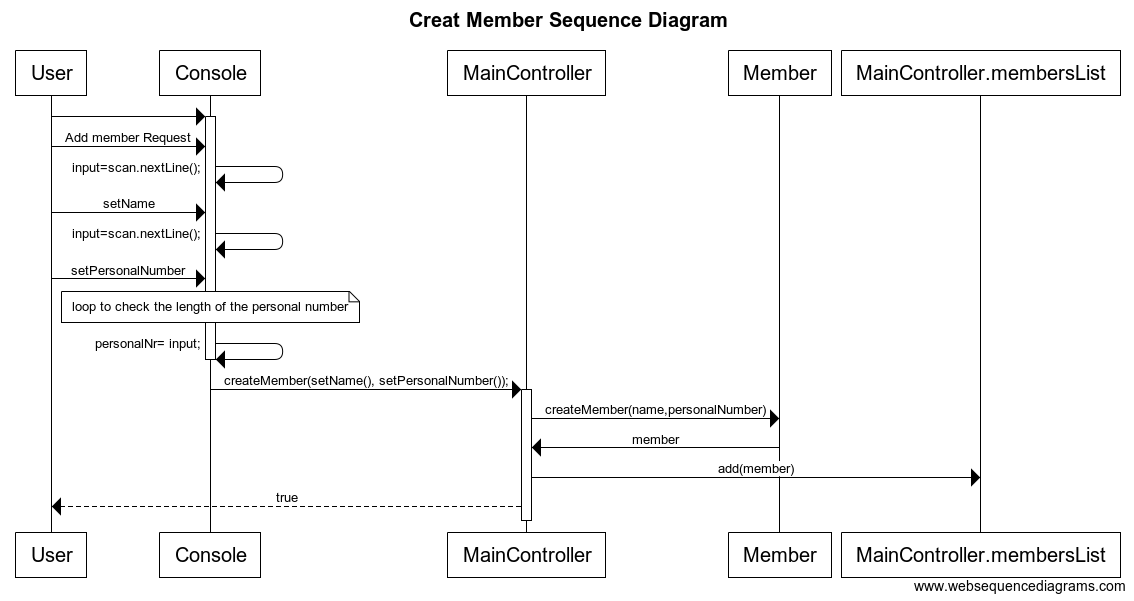 Creat Member Sequence Diagram
User
Console
MainController
Member
MainController.membersList
Add member Request
input=scan.nextLine();
setName
input=scan.nextLine();
setPersonalNumber
loop to check the length of the personal number
personalNr= input;
createMember(setName(), setPersonalNumber());
createMember(name,personalNumber)
member
add(member)
true
User
Console
MainController
Member
MainController.membersList
www.websequencediagrams.com